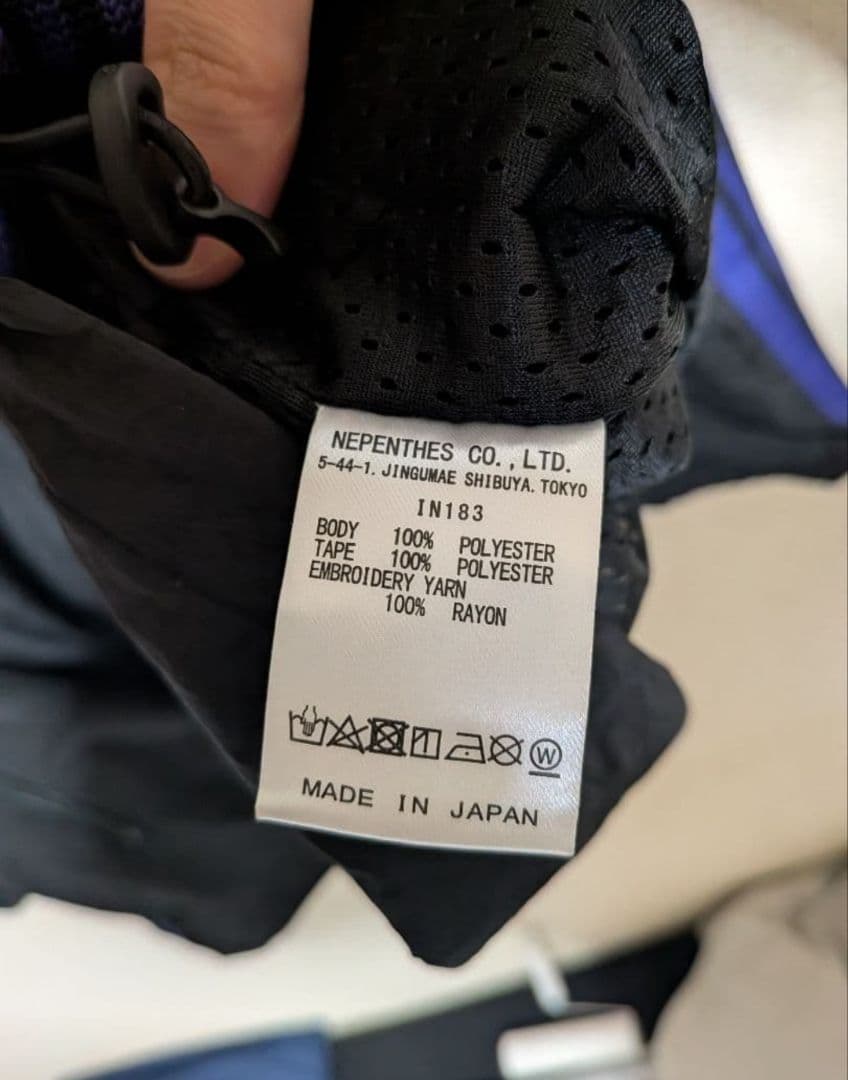 NEPENTHES CO.,LTD.
5-44-1. JINGUMAE SHIBUYA. TOKYO
IN183
BODY 100% POLYESTER
TAPE 100% POLYESTER
EMBROIDERY YARN
100% RAYON
W
MADE IN JAPAN